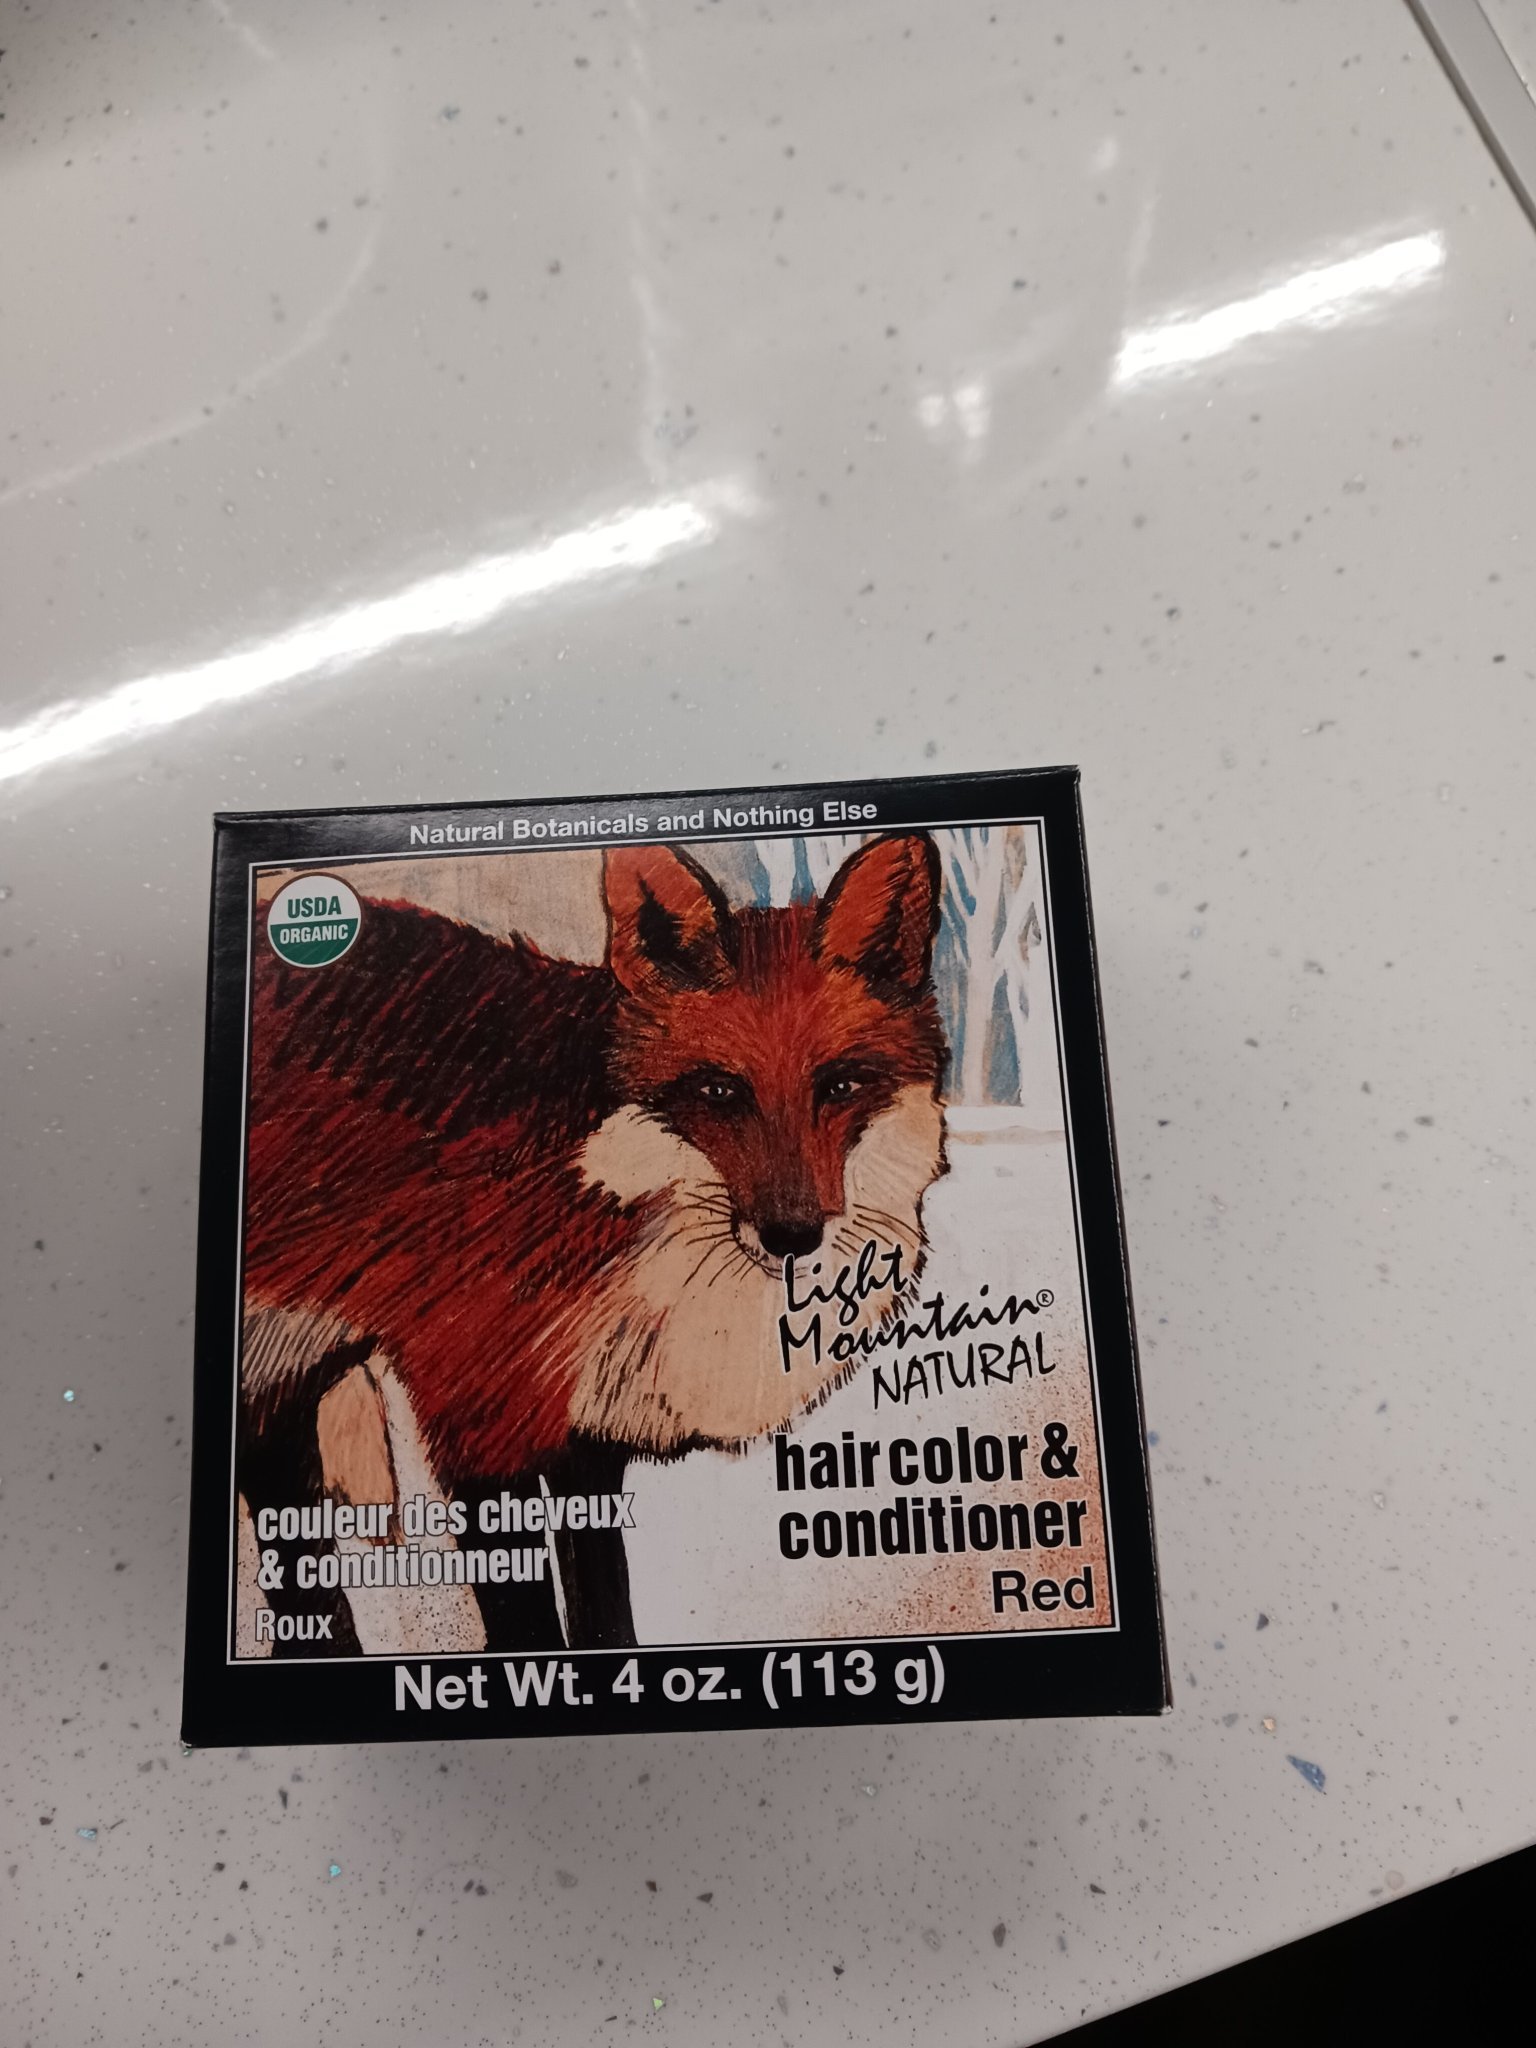 Natural Botanicals and Nothing Else
USDA
ORGANIC
Light
Mountain®
NATURAL
hair color &
conditioner
Red
couleur des cheveux
& conditionneur
Roux
Net Wt. 4 oz. (113 g)